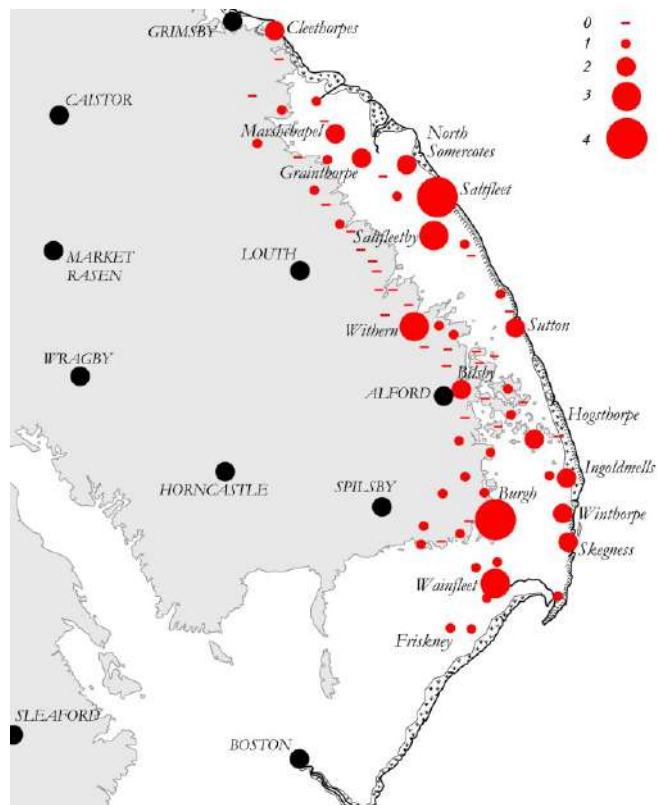 GRIMSBY
Cleethorpes
0
1
2
3
4
CAISTOR
Marshchapel
North
Somercotes
Grainthorpe
Saltfleet
Saltfleetby
MARKET
RASEN
LOUTH
Withern
Sutton
WRAGBY
Bilsby
ALFORD
Hogsthorpe
Ingoldmells
HORNCASTLE
SPILSBY
Burgh
Winthorpe
Skegness
Wainfleet
Friskney
SLEAFORD
BOSTON